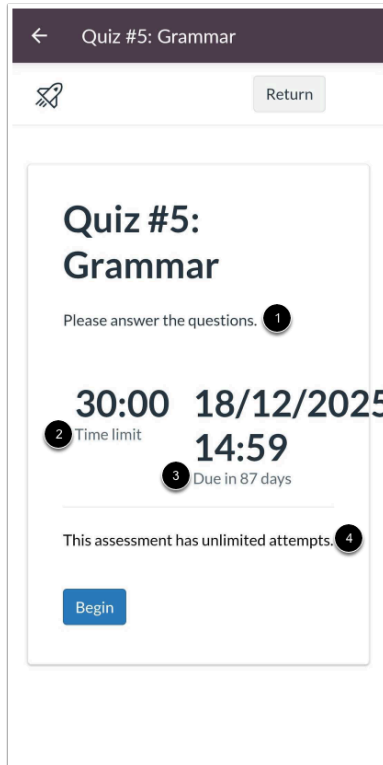 Quiz #5: Grammar
Return
Quiz #5:
Grammar
Please answer the questions. 1
30:00
2 Time limit
18/12/2025
14:59
3 Due in 87 days
This assessment has unlimited attempts. 4
Begin